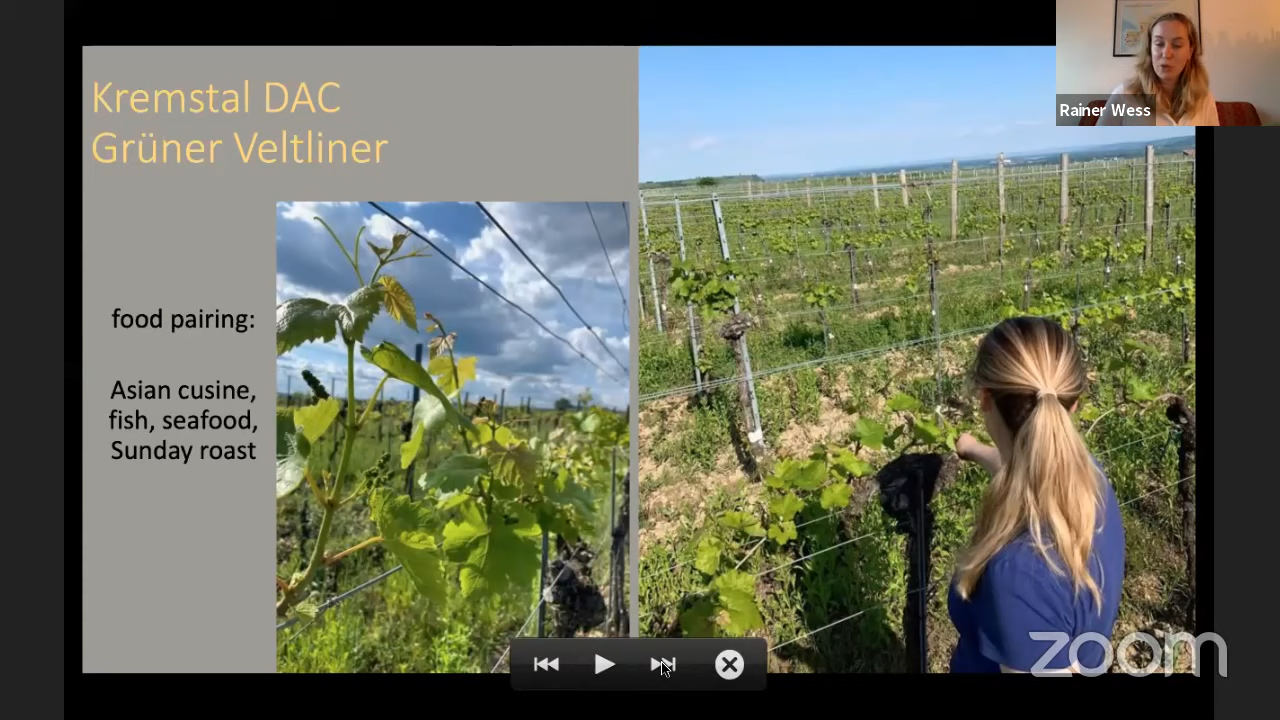 Kremstal DAC
Grüner Veltliner
food pairing:
Asian cusine,
fish, seafood,
Sunday roast
Rainer Wess
zoom